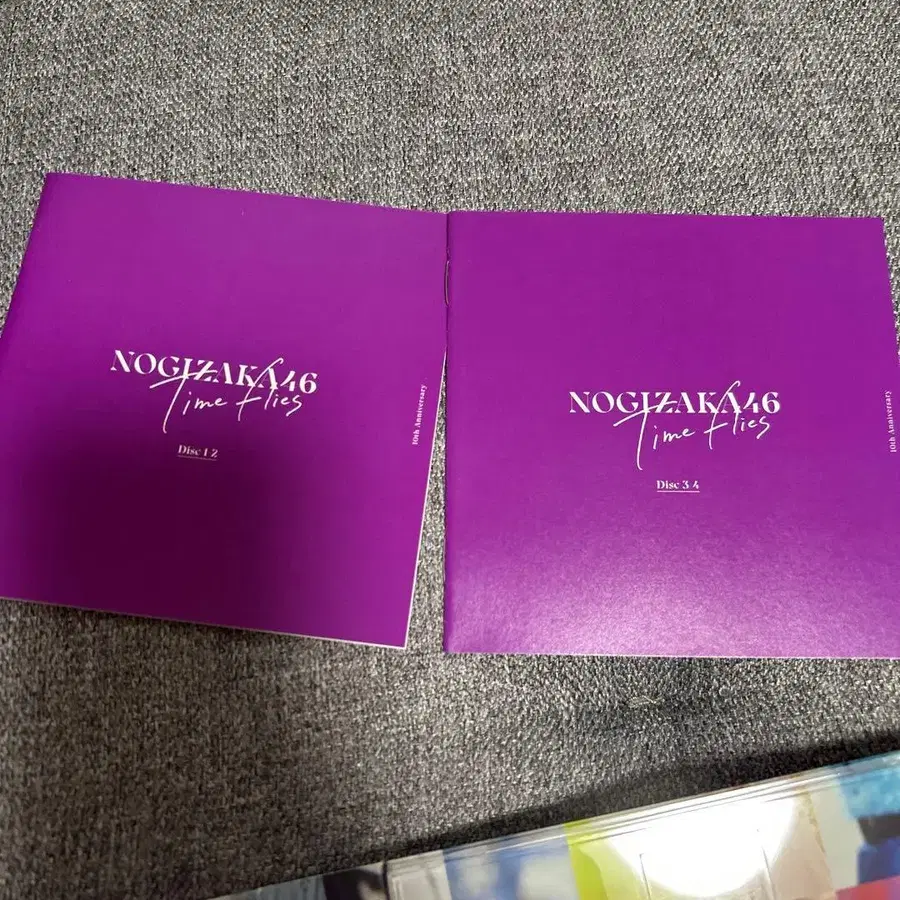 NOGIZAKA46
Time flies
Disc 1 2
10th Anniversary
NOGIZAKA46
Time flies
Disc 3 4
10th Anniversary